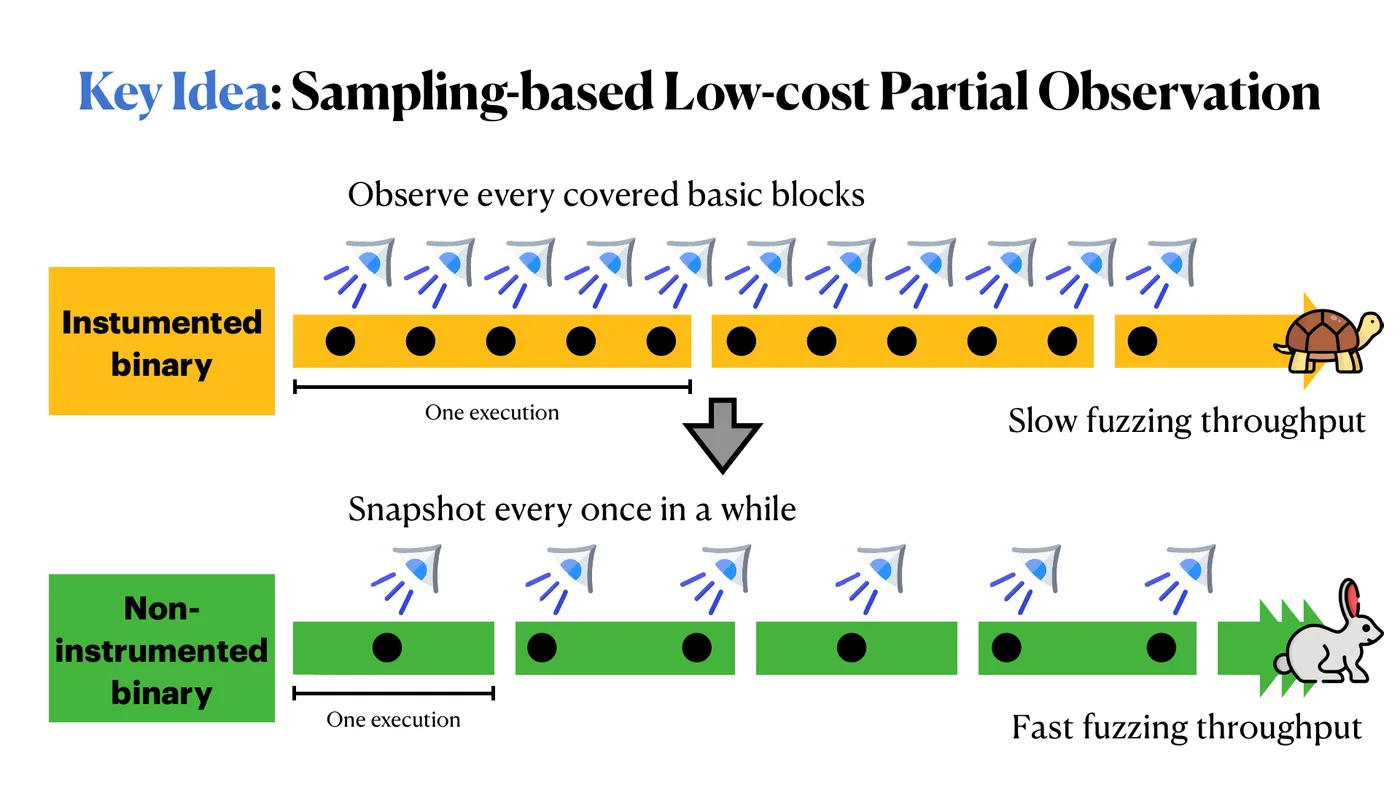 Key Idea: Sampling-based Low-cost Partial Observation
Observe every covered basic blocks
Instumented
binary
One execution
Slow fuzzing throughput
Snapshot every once in a while
Non-
instrumented
binary
One execution
Fast fuzzing throughput